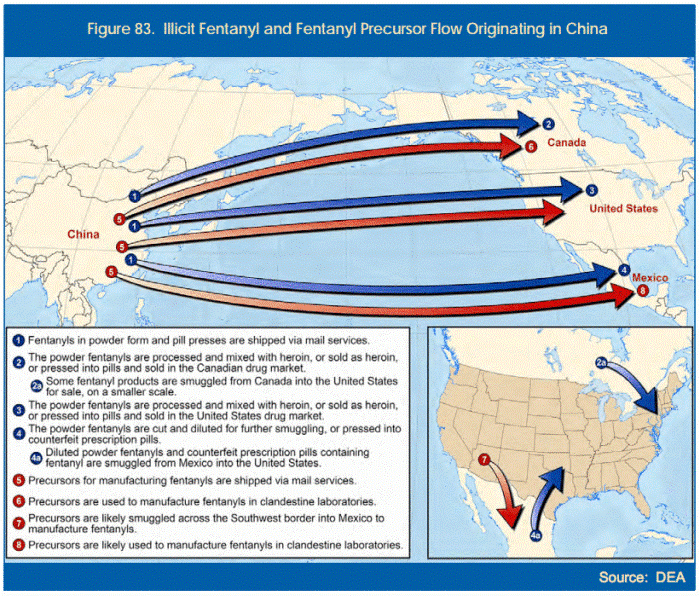 Figure 83. Illicit Fentanyl and Fentanyl Precursor Flow Originating in China
2
Canada
6
1
3
5
United States
1
China
5
1
4
Mexico
5
8
1 Fentanyls in powder form and pill presses are shipped via mail services.
2 The powder fentanyls are processed and mixed with heroin, or sold as heroin,
or pressed into pills and sold in the Canadian drug market.
2a Some fentanyl products are smuggled from Canada into the United States
for sale, on a smaller scale.
3 The powder fentanyls are processed and mixed with heroin, or sold as heroin,
or pressed into pills and sold in the United States drug market.
4 The powder fentanyls are cut and diluted for further smuggling, or pressed into
counterfeit prescription pills.
4a Diluted powder fentanyls and counterfeit prescription pills containing
fentanyl are smuggled from Mexico into the United States.
5 Precursors for manufacturing fentanyls are shipped via mail services.
6 Precursors are used to manufacture fentanyls in clandestine laboratories.
7 Precursors are likely smuggled across the Southwest border into Mexico to
manufacture fentanyls.
8 Precursors are likely used to manufacture fentanyls in clandestine laboratories.
2a
7
4a
Source: DEA